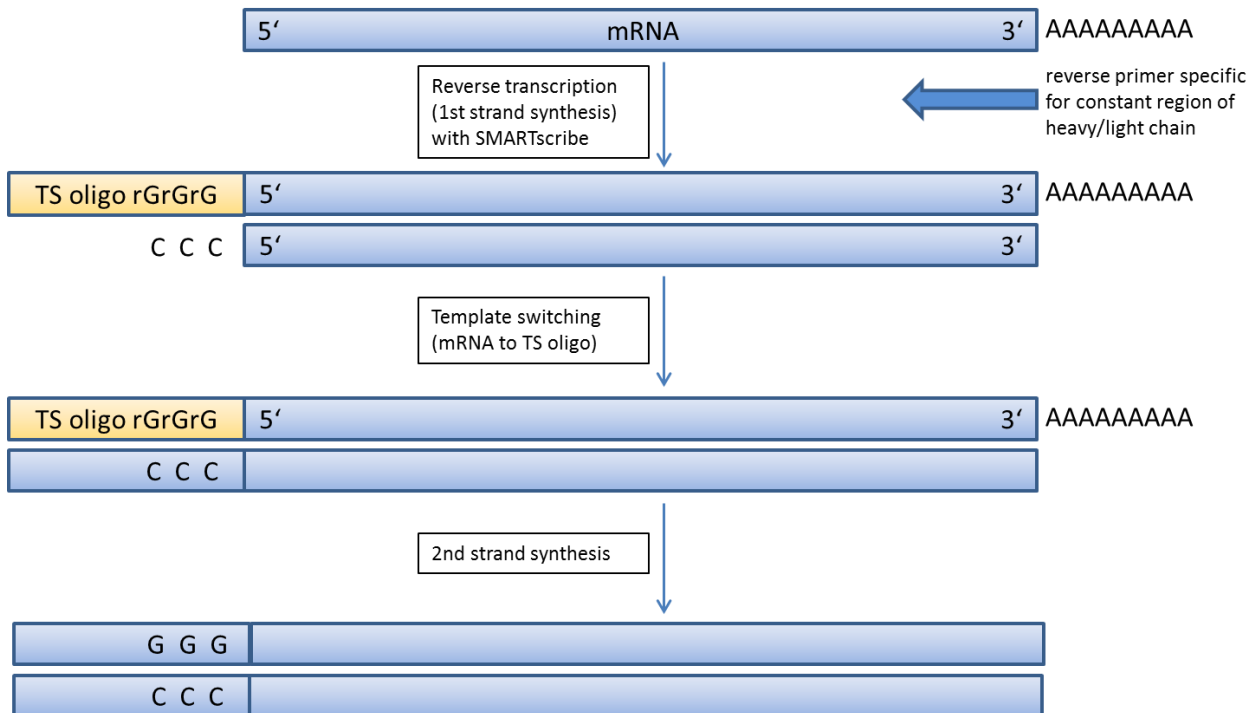 5‘ mRNA 3‘ AAAAAAAAA
Reverse transcription
(1st strand synthesis)
with SMARTscribe
reverse primer specific
for constant region of
heavy/light chain
TS oligo rGrGrG 5‘ 3‘ AAAAAAAAA
C C C 5‘ 3‘
Template switching
(mRNA to TS oligo)
TS oligo rGrGrG 5‘ 3‘ AAAAAAAAA
C C C
2nd strand synthesis
G G G
C C C